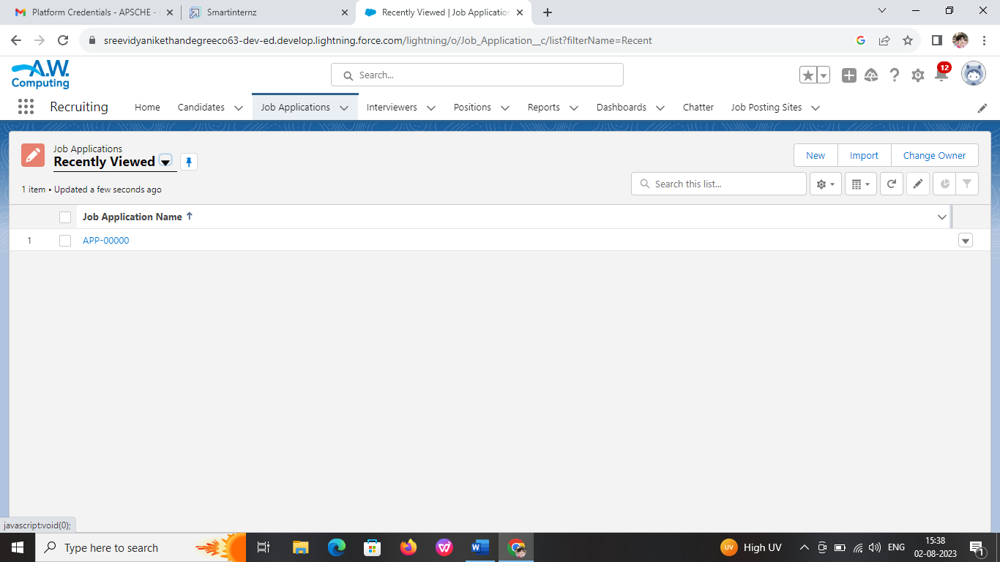 Platform Credentials - APSCHE -
Smartinternz
Recently Viewed | Job Application
sreevidyanikethandegreeco63-dev-ed.develop.lightning.force.com/lightning/o/Job_Application__c/list?filterName=Recent
A.W.
Computing
Search...
12
Recruiting
Home
Candidates
Job Applications
Interviewers
Positions
Reports
Dashboards
Chatter
Job Posting Sites
Job Applications
Recently Viewed
New
Import
Change Owner
1 item • Updated a few seconds ago
Search this list...
Job Application Name ↑
1
APP-00000
javascript:void(0);
Type here to search
UV
High UV
ENG
15:38
02-08-2023
1